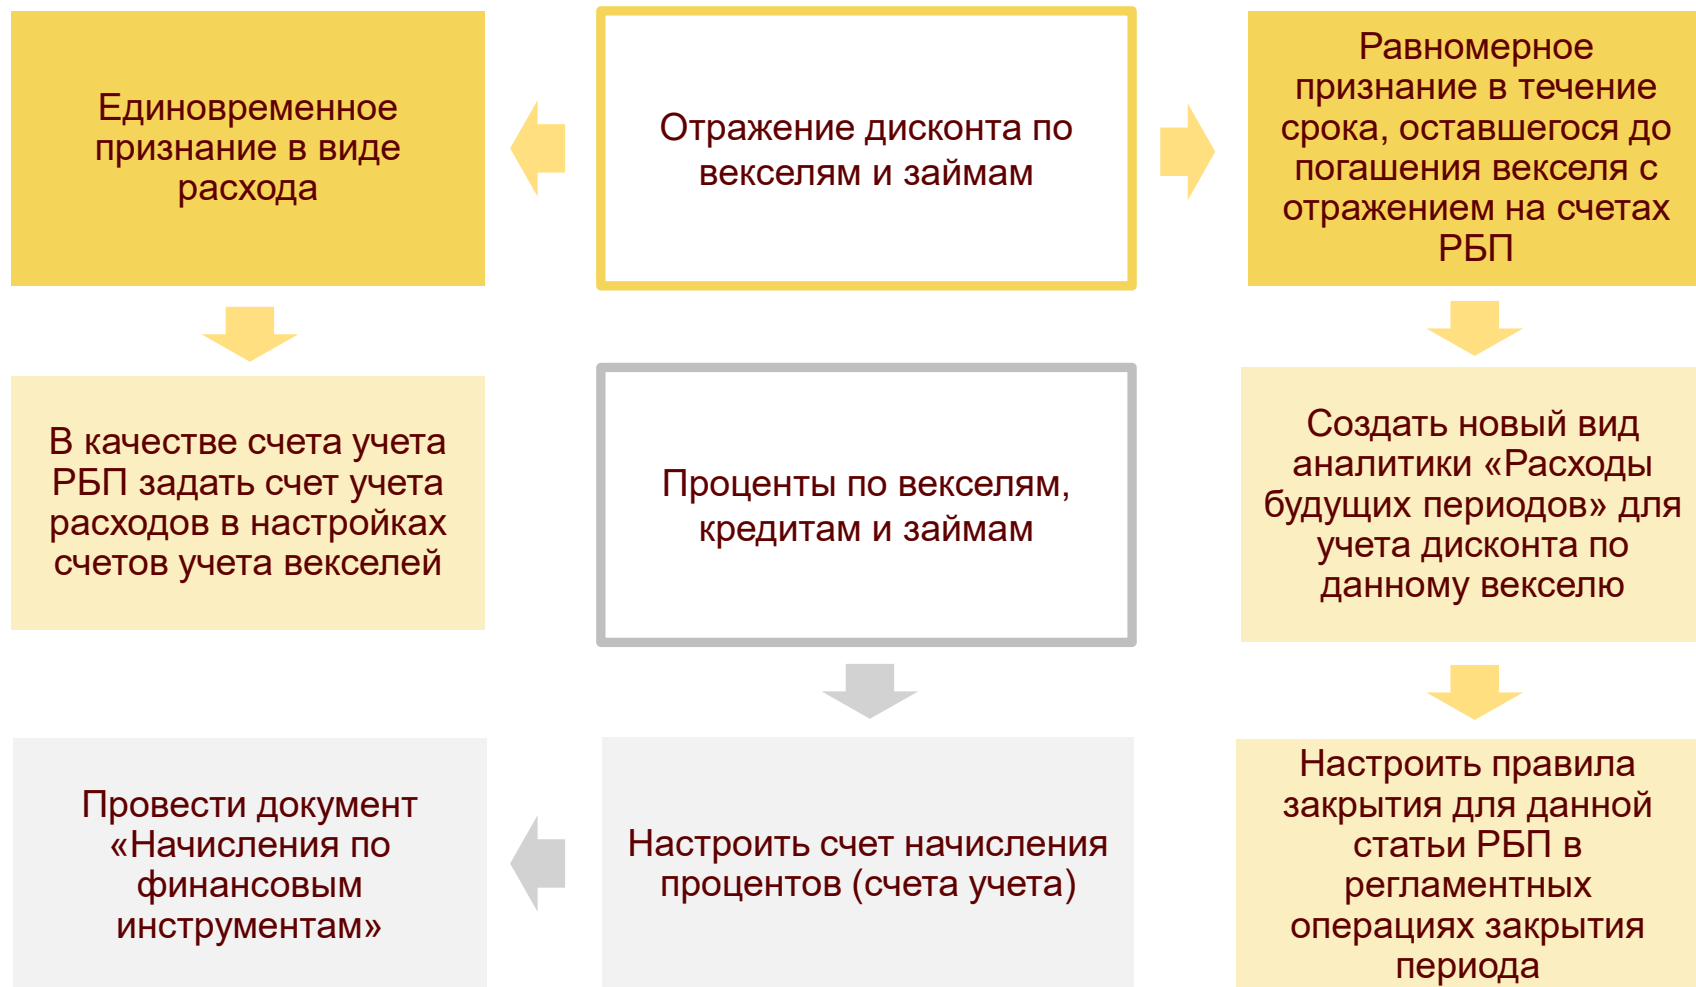 Единовременное
признание в виде
расхода
Отражение дисконта по
векселям и займам
Равномерное
признание в течение
срока, оставшегося до
погашения векселя с
отражением на счетах
РБП
В качестве счета учета
РБП задать счет учета
расходов в настройках
счетов учета векселей
Проценты по векселям,
кредитам и займам
Создать новый вид
аналитики «Расходы
будущих периодов» для
учета дисконта по
данному векселю
Провести документ
«Начисления по
финансовым
инструментам»
Настроить счет начисления
процентов (счета учета)
Настроить правила
закрытия для данной
статьи РБП в
регламентных
операциях закрытия
периода